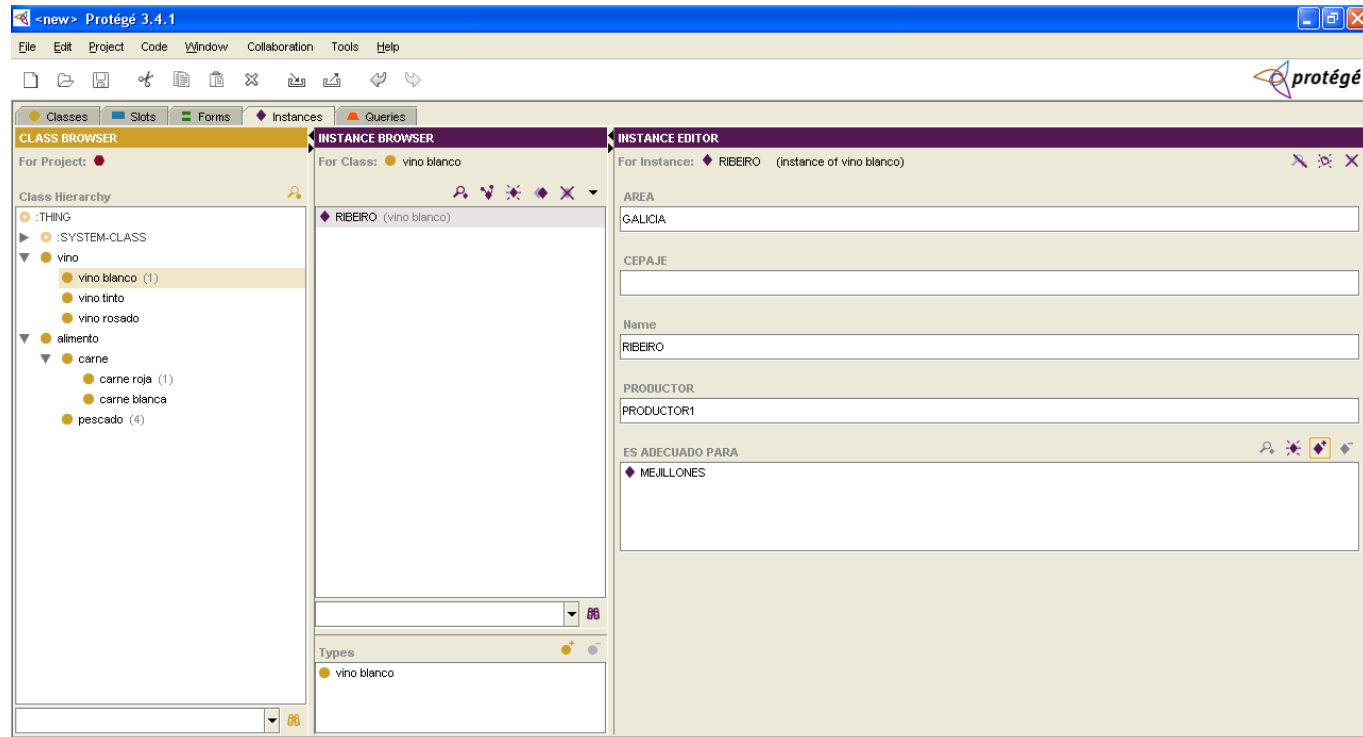 <new> Protégé 3.4.1
File Edit Project Code Window Collaboration Tools Help
protégé
Classes Slots Forms Instances Queries
CLASS BROWSER
For Project:
Class Hierarchy
:THING
:SYSTEM-CLASS
vino
vino blanco (1)
vino tinto
vino rosado
alimento
carne
carne roja (1)
carne blanca
pescado (4)
INSTANCE BROWSER
For Class: vino blanco
RIBEIRO (vino blanco)
Types
vino blanco
INSTANCE EDITOR
For Instance: RIBEIRO (instance of vino blanco)
AREA
GALICIA
CEPAJE
Name
RIBEIRO
PRODUCTOR
PRODUCTOR1
ES ADECUADO PARA
MEJILLONES